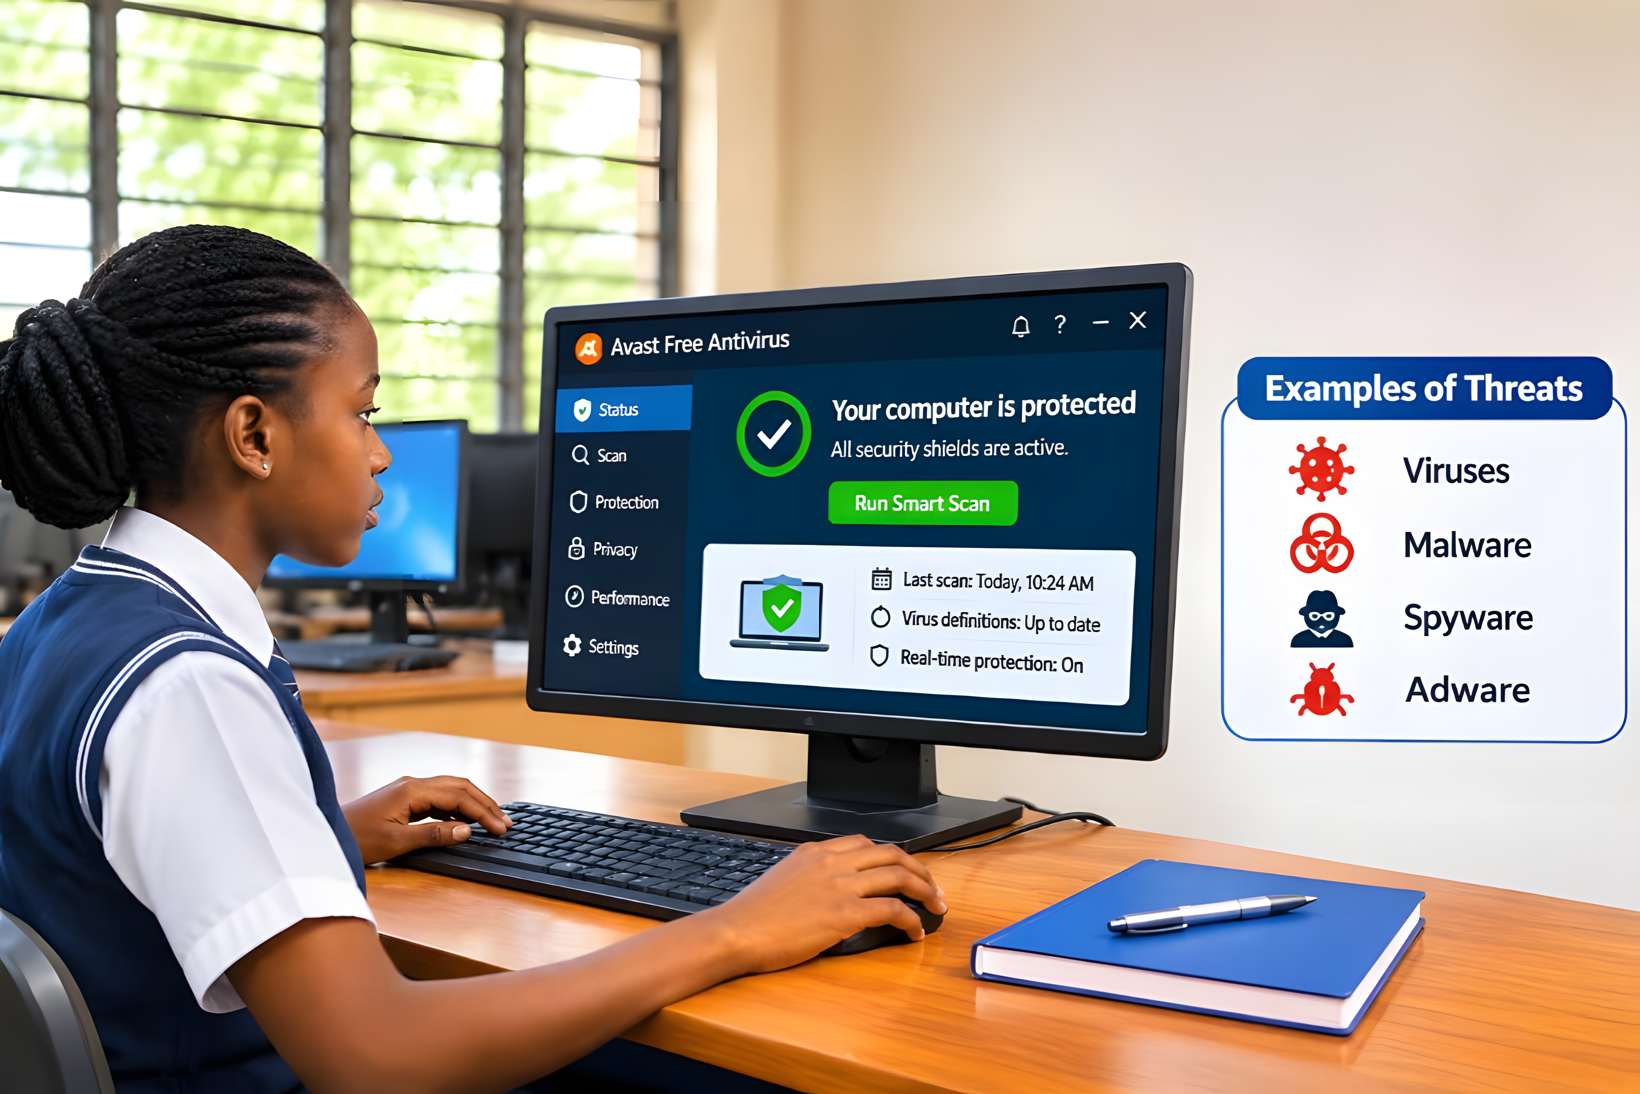 Avast Free Antivirus
?
Status
Scan
Protection
Privacy
Performance
Settings
Your computer is protected
All security shields are active.
Run Smart Scan
Last scan: Today, 10:24 AM
Virus definitions: Up to date
Real-time protection: On
Examples of Threats
Viruses
Malware
Spyware
Adware